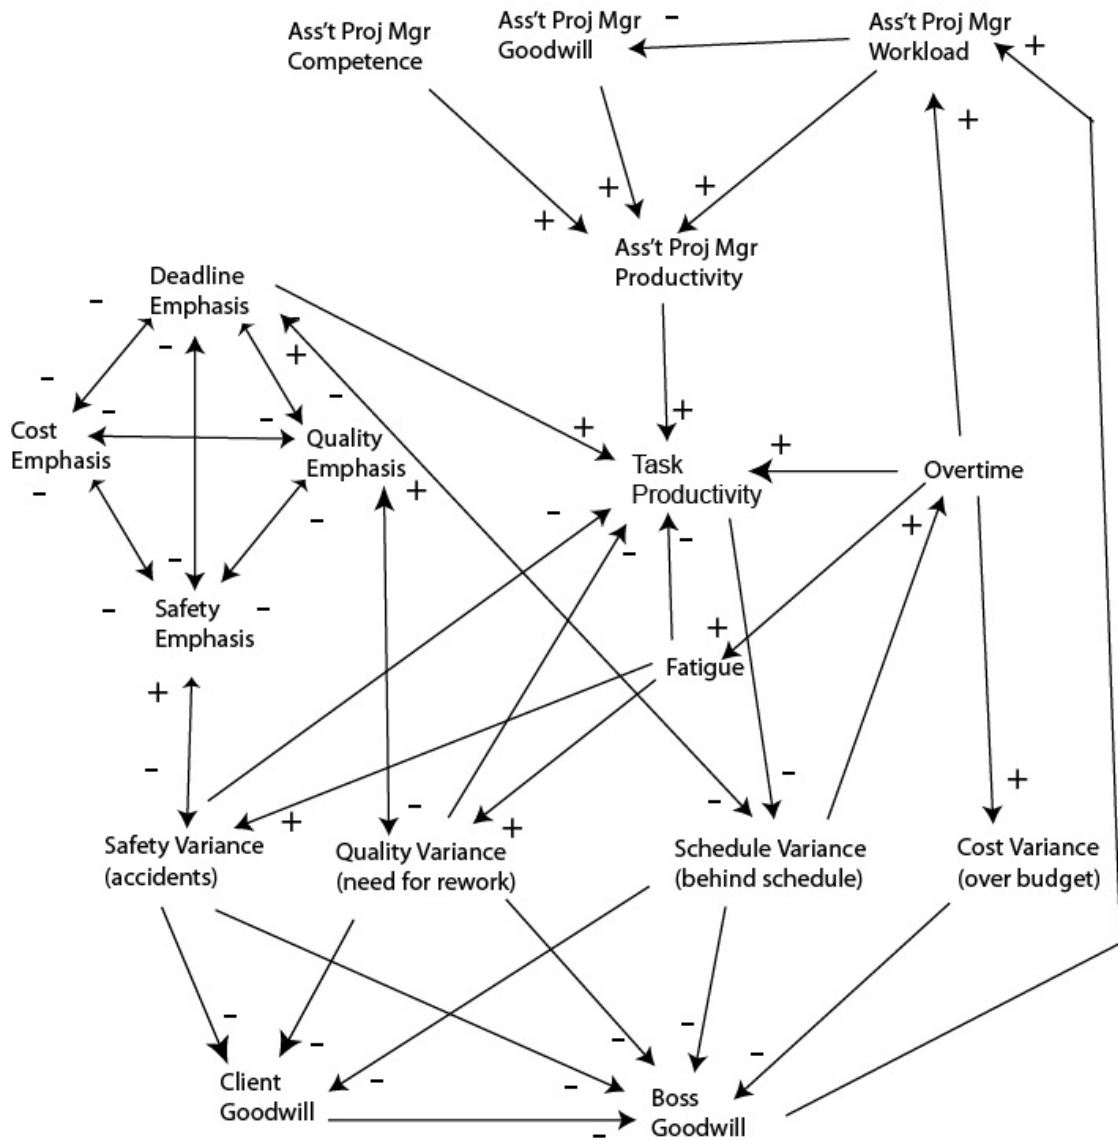 Ass't Proj Mgr
Competence
Ass't Proj Mgr
Goodwill
Ass't Proj Mgr
Workload
Ass't Proj Mgr
Productivity
Deadline
Emphasis
Cost
Emphasis
Quality
Emphasis
Task
Productivity
Overtime
Safety
Emphasis
Fatigue
Safety Variance
(accidents)
Quality Variance
(need for rework)
Schedule Variance
(behind schedule)
Cost Variance
(over budget)
Client
Goodwill
Boss
Goodwill